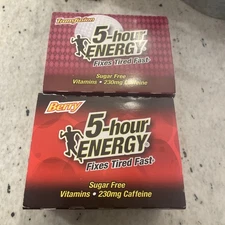 5-hour
ENERGY®
Fixes Tired Fast®
Sugar Free
Vitamins • 230mg Caffeine
Berry
5-hour
ENERGY®
Fixes Tired Fast®
Sugar Free
Vitamins • 230mg Caffeine